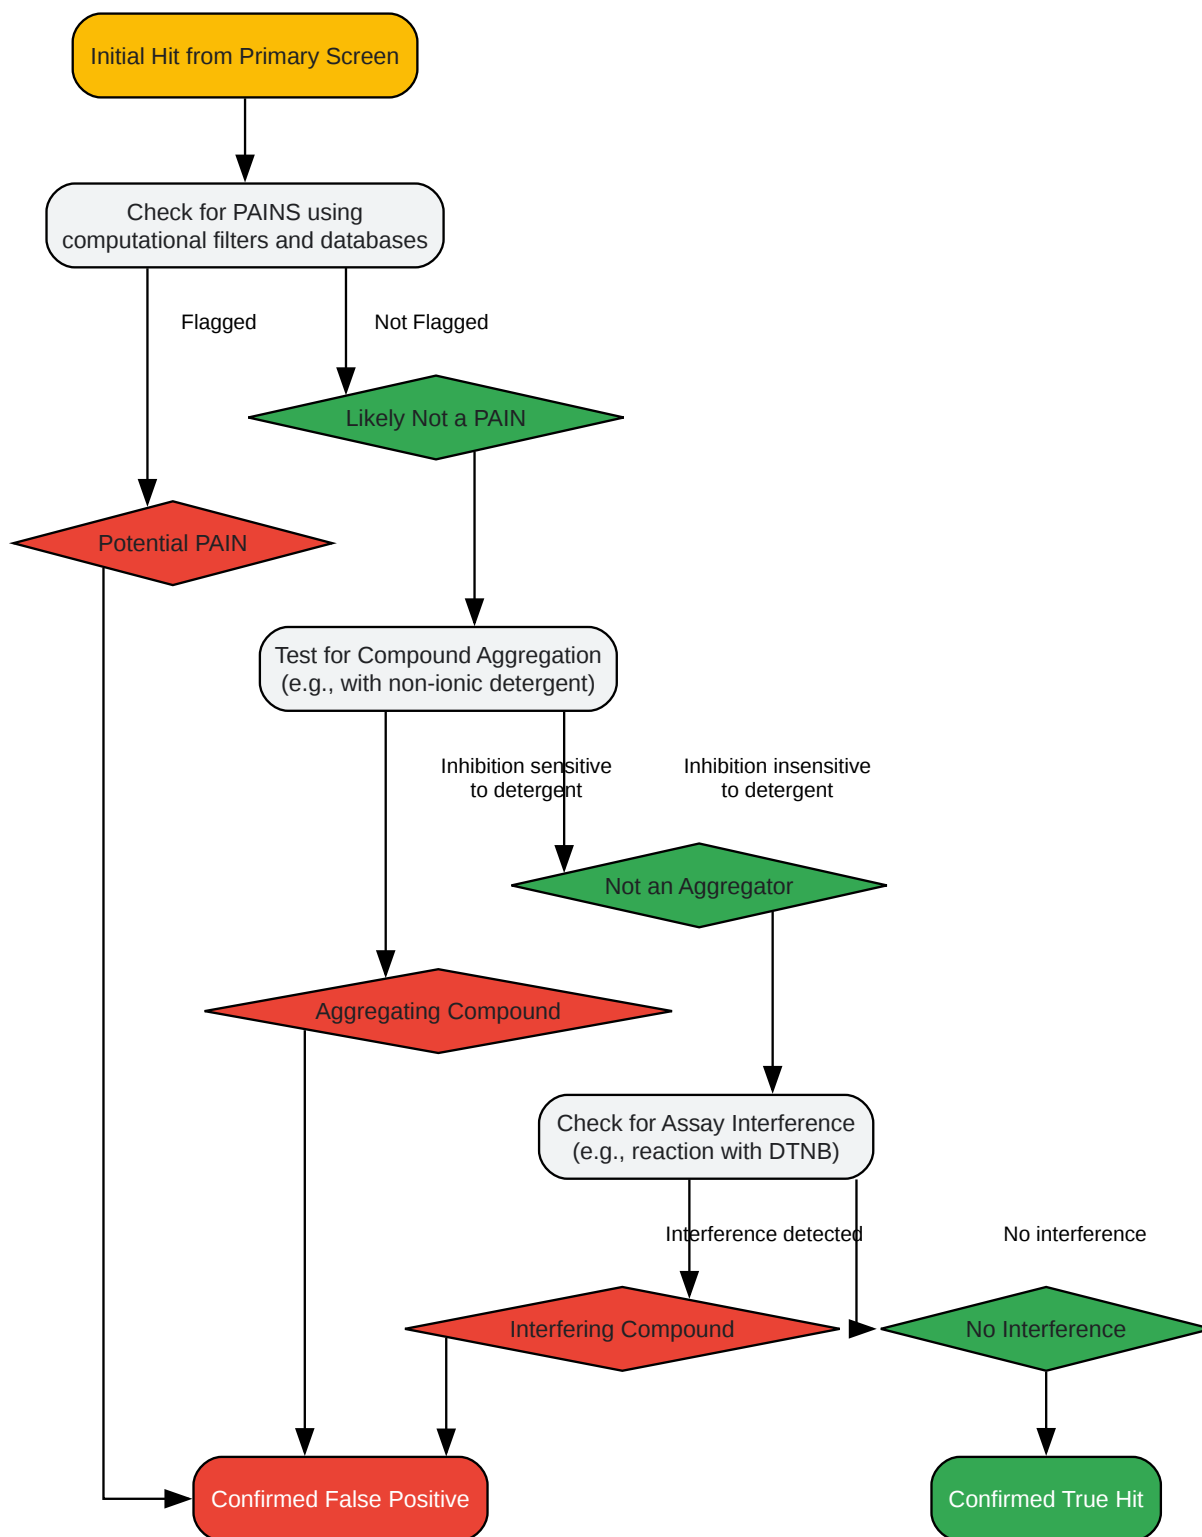 Initial Hit from Primary Screen
Check for PAINS using
computational filters and databases
Flagged
Not Flagged
Likely Not a PAIN
Potential PAIN
Test for Compound Aggregation
(e.g., with non-ionic detergent)
Inhibition sensitive
to detergent
Inhibition insensitive
to detergent
Not an Aggregator
Aggregating Compound
Check for Assay Interference
(e.g., reaction with DTNB)
Interference detected
No interference
Interfering Compound
No Interference
Confirmed False Positive
Confirmed True Hit